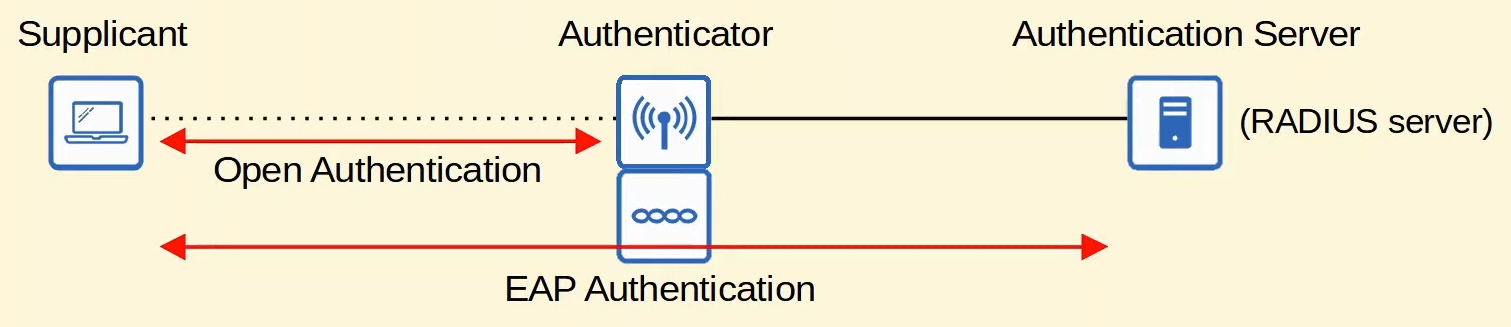 Supplicant
Authenticator
Authentication Server
(RADIUS server)
Open Authentication
EAP Authentication